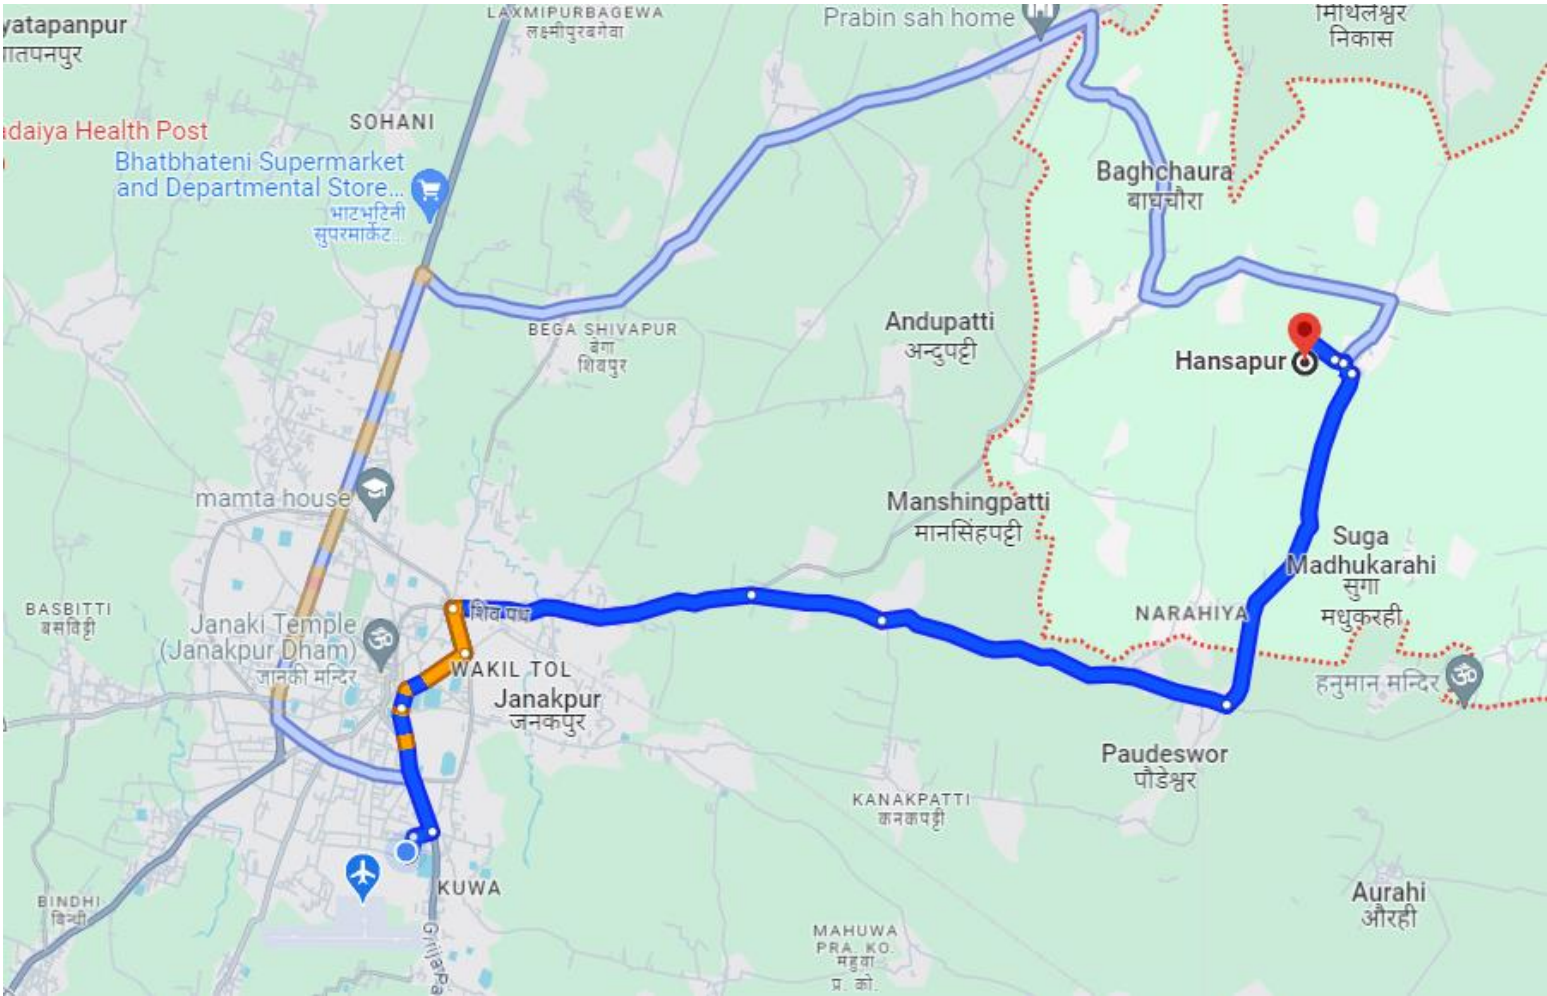 LAXMIPURBAGEWA
लक्ष्मीपुरबगेवा
Prabin sah home
मिथिलेश्वर
निकास
yatapanpur
ातपनपुर
SOHANI
adaiya Health Post
Bhatbhateni Supermarket
and Departmental Store...
भाटभटिनी
सुपरमार्केट...
Baghchaura
बाघचौरा
BEGA SHIVAPUR
बेगा
शिवपुर
Andupatti
अन्दुपट्टी
Hansapur
mamta house
Manshingpatti
मानसिंहपट्टी
Suga
Madhukarahi
सुगा
मधुकरही
BASBITTI
बसविट्टी
Janaki Temple
(Janakpur Dham)
जानकी मन्दिर
शिव पथ
NARAHIYA
WAKIL TOL
Janakpur
जनकपुर
हनुमान मन्दिर
Paudeswor
पौडेश्वर
KANAKPATTI
कनकपट्टी
KUWA
BINDHI
बिन्धी
Aurahi
औरही
MAHUWA
PRA. KO.
महुवा
प्र. को.